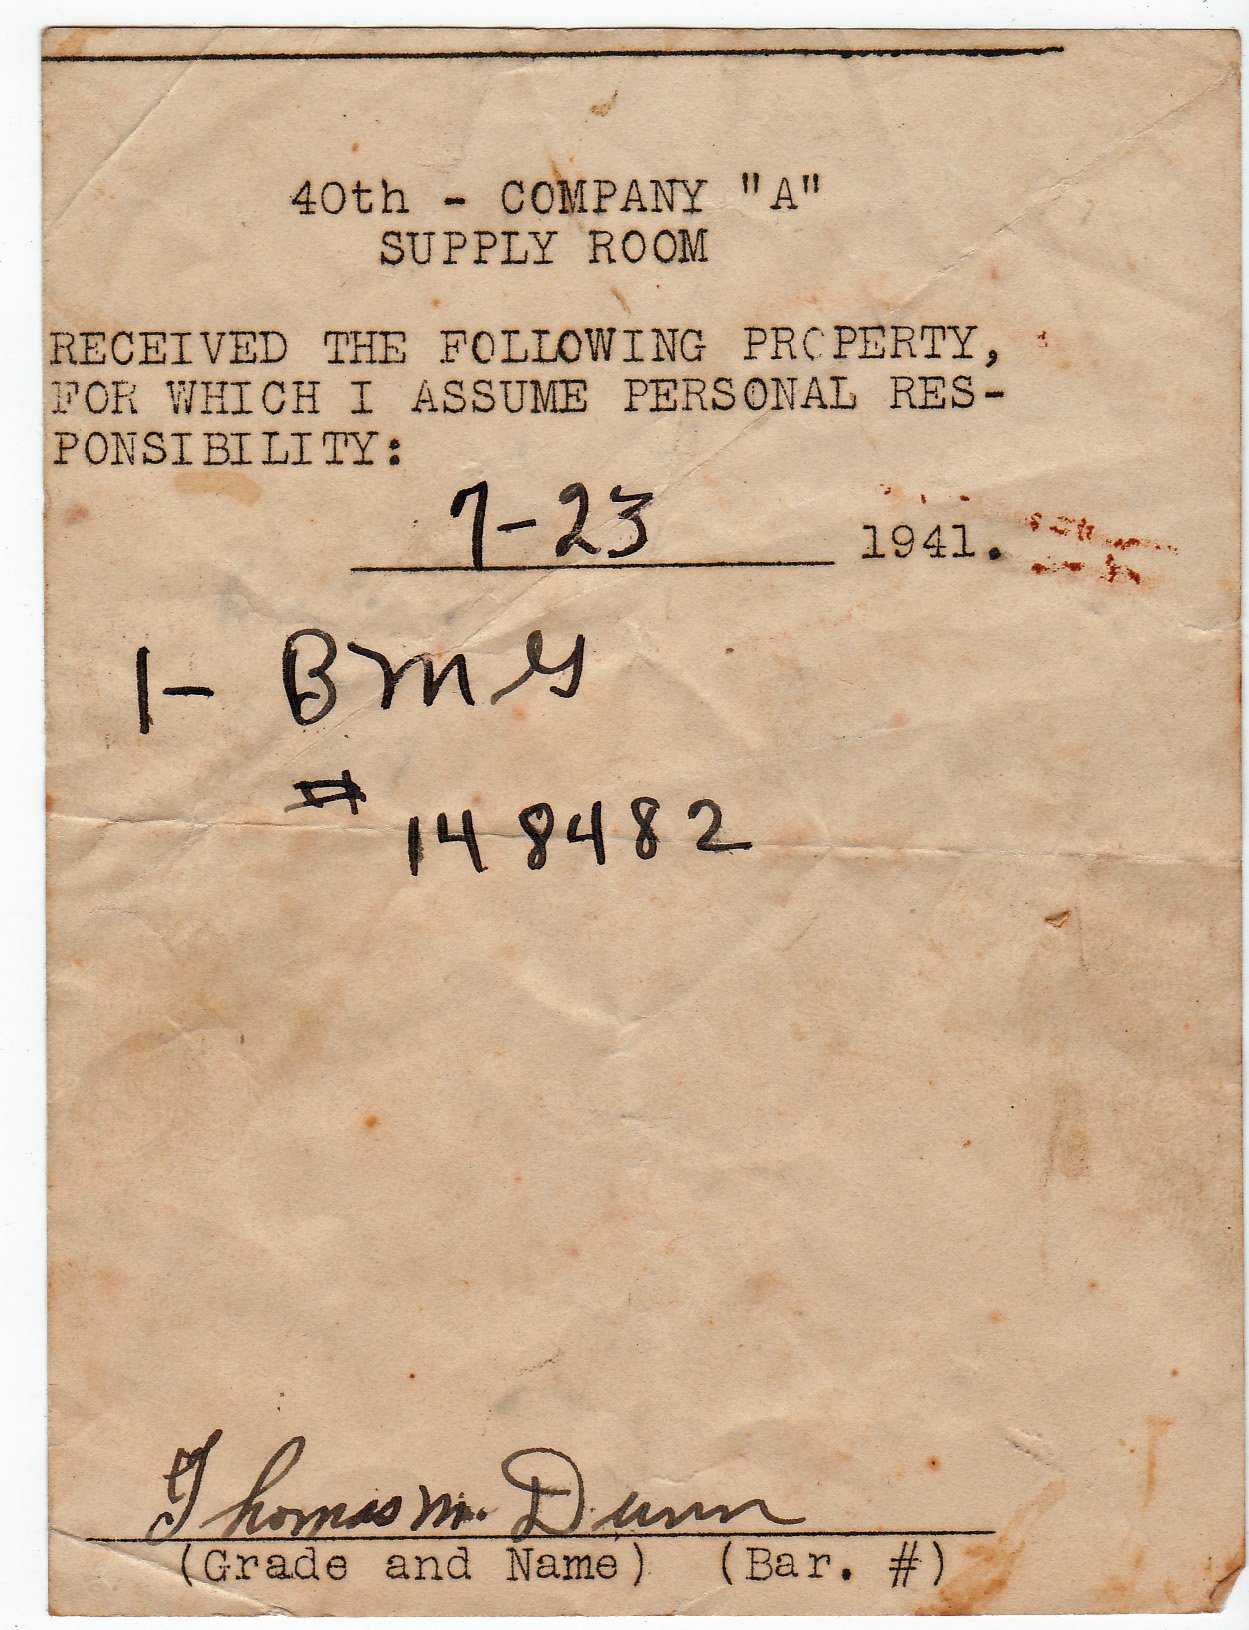 40th - COMPANY "A"
SUPPLY ROOM
RECEIVED THE FOLLOWING PROPERTY,
FOR WHICH I ASSUME PERSONAL RES-
PONSIBILITY:
7-23 1941.
1- BMG
# 148482
Thomas M. Dunn
(Grade and Name) (Bar. #)